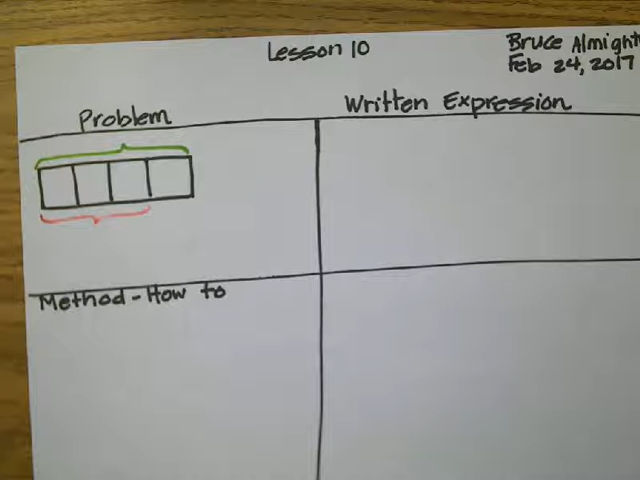 Lesson 10
Bruce Almight
Feb 24, 2017
Problem
Written Expression
Method - How to